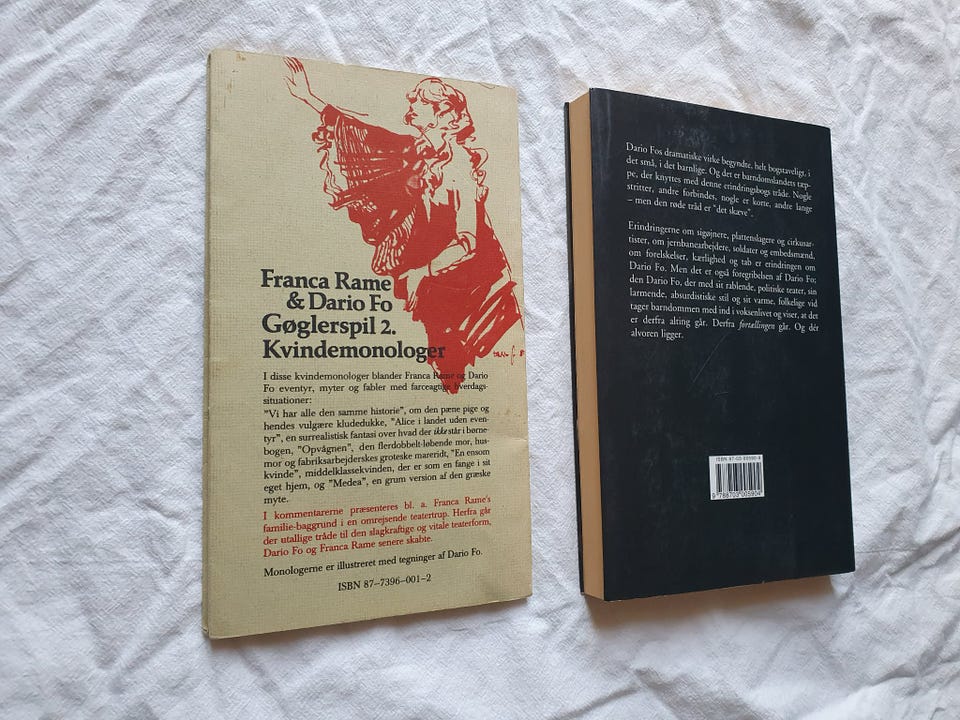 Franca Rame
& Dario Fo
Gøglerspil 2.
Kvindemonologer
I disse kvindemonologer blander Franca Rame og Dario
Fo eventyr, myter og fabler med farceagtige hverdags-
situationer:
"Vi har alle den samme historie", om den pæne pige og
hendes vulgære kludedukke, "Alice i landet uden even-
tyr", en surrealistisk fantasi over hvad der ikke står i børne-
bogen, "Opvågnen", den flerdobbelt-løbende mor, hus-
mor og fabriksarbejderskes groteske mareridt, "En ensom
kvinde", middelklassekvinden, der er som en fange i sit
eget hjem, og "Medea", en grum version af den græske
myte.
I kommentarerne præsenteres bl. a. Franca Rame's
familie-baggrund i en omrejsende teatertrup. Herfra går
der utallige tråde til den slagkraftige og vitale teaterform,
Dario Fo og Franca Rame senere skabte.
Monologerne er illustreret med tegninger af Dario Fo.
ISBN 87-7396-001-2
Dario Fos dramatiske virke begyndte, helt bogstaveligt, i
det små, i det barnlige. Og det er barndomslandets tæp-
pe, der knyttes med denne erindringsbogs tråde. Nogle
stritter, andre forbindes, nogle er korte, andre lange
– men den røde tråd er "det skæve".
Erindringerne om sigøjnere, plattenslagere og cirkusar-
tister, om jernbanearbejdere, soldater og embedsmænd,
om forelskelser, kærlighed og tab er erindringen om
Dario Fo. Men det er også foregribelsen af Dario Fo;
den Dario Fo, der med sit rablende, politiske teater, sin
larmende, absurdistiske stil og sit varme, folkelige vid
tager barndommen med ind i voksenlivet og viser, at det
er derfra alting går. Derfra fortællingen går. Og dér
alvoren ligger.
ISBN 87-03-00590-9
9 788703 005904